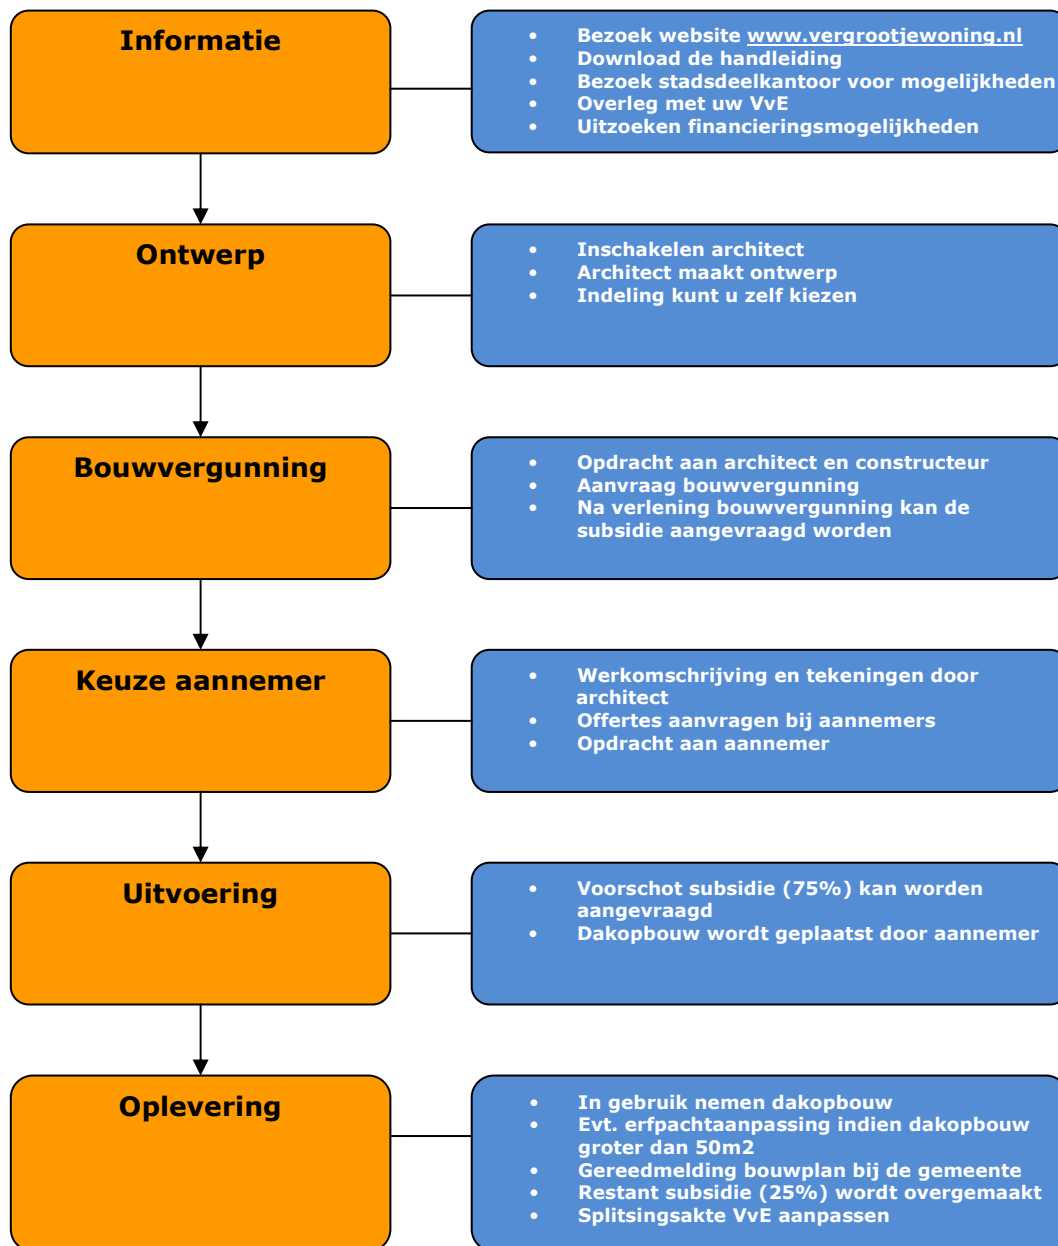 Informatie
• Bezoek website www.vergrootjewoning.nl
• Download de handleiding
• Bezoek stadsdeelkantoor voor mogelijkheden
• Overleg met uw VvE
• Uitzoeken financieringsmogelijkheden
Ontwerp
• Inschakelen architect
• Architect maakt ontwerp
• Indeling kunt u zelf kiezen
Bouwvergunning
• Opdracht aan architect en constructeur
• Aanvraag bouwvergunning
• Na verlening bouwvergunning kan de
subsidie aangevraagd worden
Keuze aannemer
• Werkomschrijving en tekeningen door
architect
• Offertes aanvragen bij aannemers
• Opdracht aan aannemer
Uitvoering
• Voorschot subsidie (75%) kan worden
aangevraagd
• Dakopbouw wordt geplaatst door aannemer
Oplevering
• In gebruik nemen dakopbouw
• Evt. erfpachtaanpassing indien dakopbouw
groter dan 50m2
• Gereedmelding bouwplan bij de gemeente
• Restant subsidie (25%) wordt overgemaakt
• Splitsingsakte VvE aanpassen